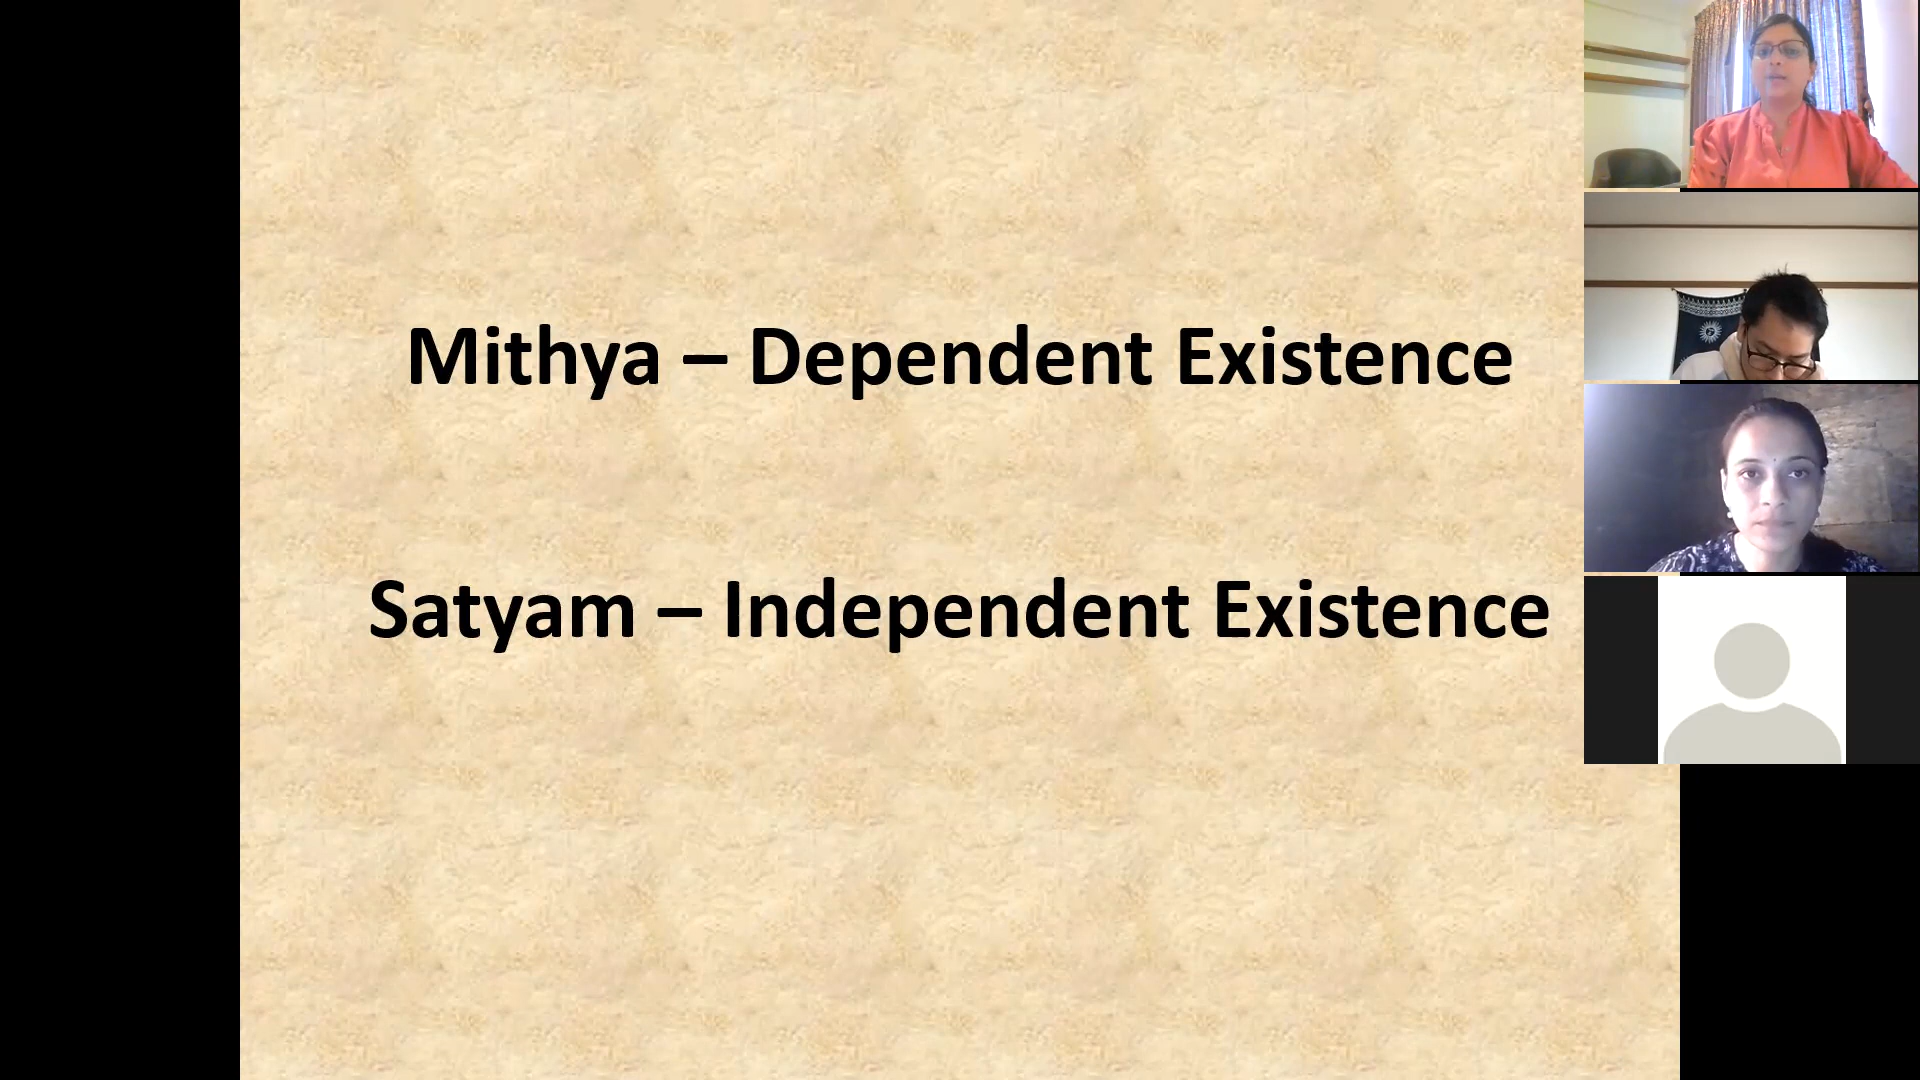 Mithya – Dependent Existence
Satyam – Independent Existence